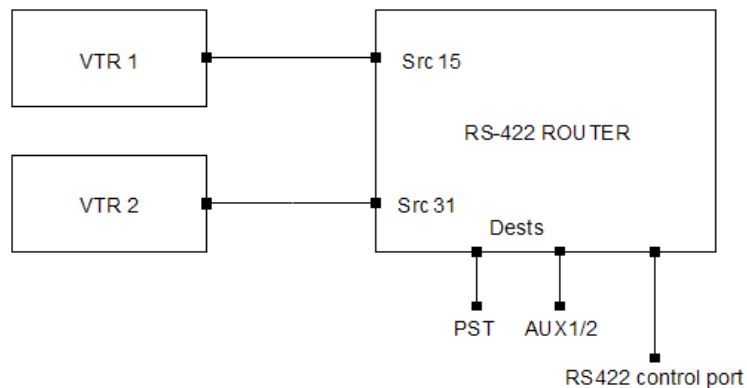 VTR 1
Src 15
RS-422 ROUTER
VTR 2
Src 31
Dests
PST
AUX1/2
RS422 control port